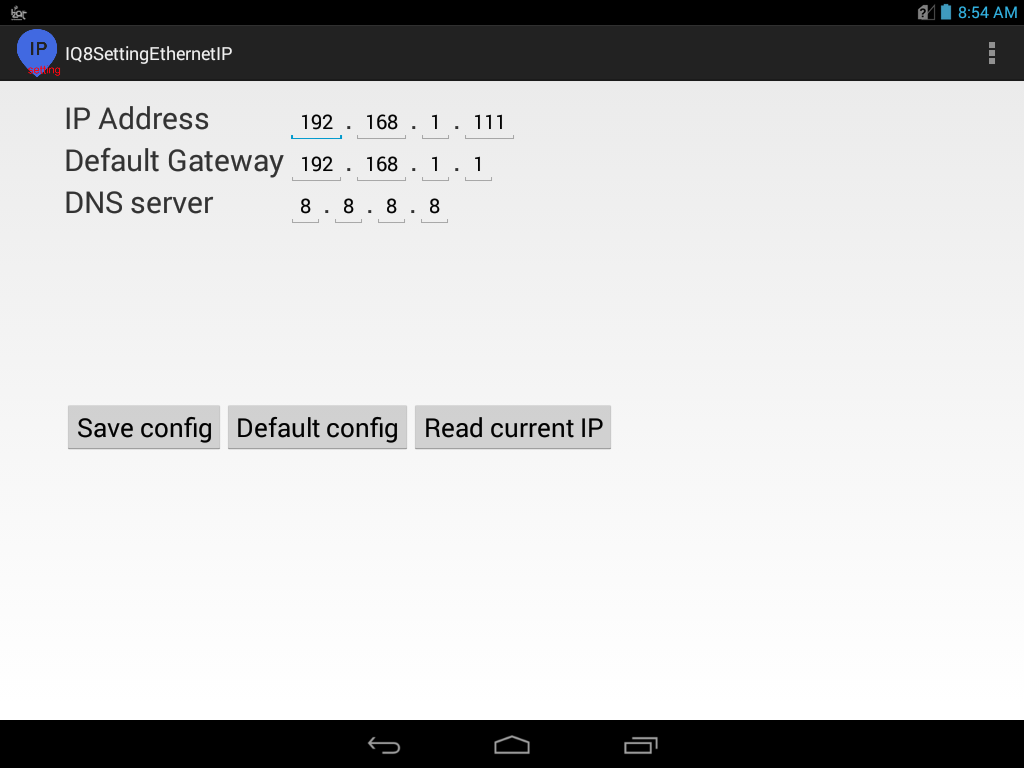 8:54 AM
IP
setting
IQ8SettingEthernetIP
IP Address 192 . 168 . 1 . 111
Default Gateway 192 . 168 . 1 . 1
DNS server 8 . 8 . 8 . 8
Save config Default config Read current IP